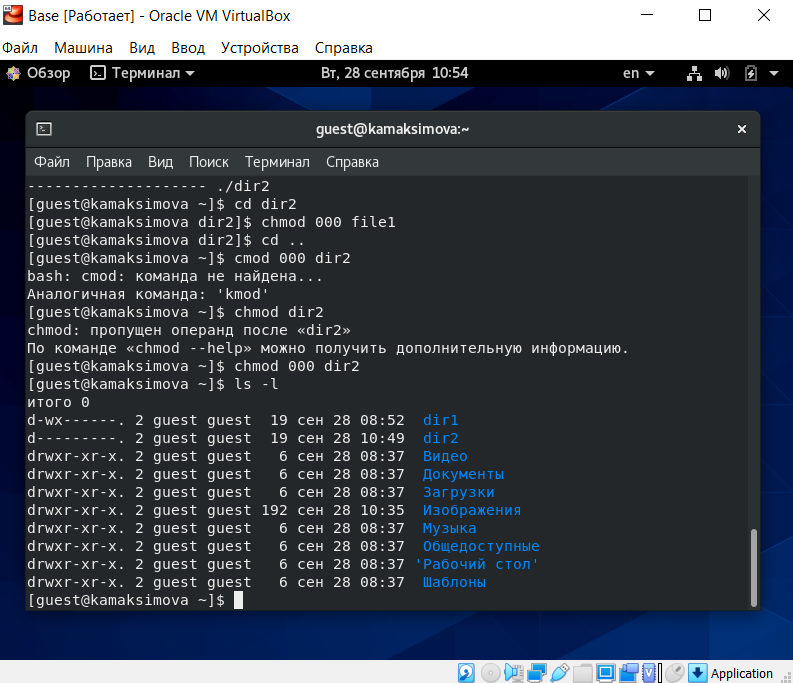 Base [Работает] - Oracle VM VirtualBox
Файл Машина Вид Ввод Устройства Справка
Обзор Терминал Вт, 28 сентября 10:54 en
guest@kamaksimova:~
Файл Правка Вид Поиск Терминал Справка
-------------------- ./dir2
[guest@kamaksimova ~]$ cd dir2
[guest@kamaksimova dir2]$ chmod 000 file1
[guest@kamaksimova dir2]$ cd ..
[guest@kamaksimova ~]$ cmod 000 dir2
bash: cmod: команда не найдена...
Аналогичная команда: 'kmod'
[guest@kamaksimova ~]$ chmod dir2
chmod: пропущен операнд после «dir2»
По команде «chmod --help» можно получить дополнительную информацию.
[guest@kamaksimova ~]$ chmod 000 dir2
[guest@kamaksimova ~]$ ls -l
итого 0
d-wx------. 2 guest guest  19 сен 28 08:52  dir1
d---------. 2 guest guest  19 сен 28 10:49  dir2
drwxr-xr-x. 2 guest guest   6 сен 28 08:37  Видео
drwxr-xr-x. 2 guest guest   6 сен 28 08:37  Документы
drwxr-xr-x. 2 guest guest   6 сен 28 08:37  Загрузки
drwxr-xr-x. 2 guest guest 192 сен 28 10:35  Изображения
drwxr-xr-x. 2 guest guest   6 сен 28 08:37  Музыка
drwxr-xr-x. 2 guest guest   6 сен 28 08:37  Общедоступные
drwxr-xr-x. 2 guest guest   6 сен 28 08:37 'Рабочий стол'
drwxr-xr-x. 2 guest guest   6 сен 28 08:37  Шаблоны
[guest@kamaksimova ~]$
Application